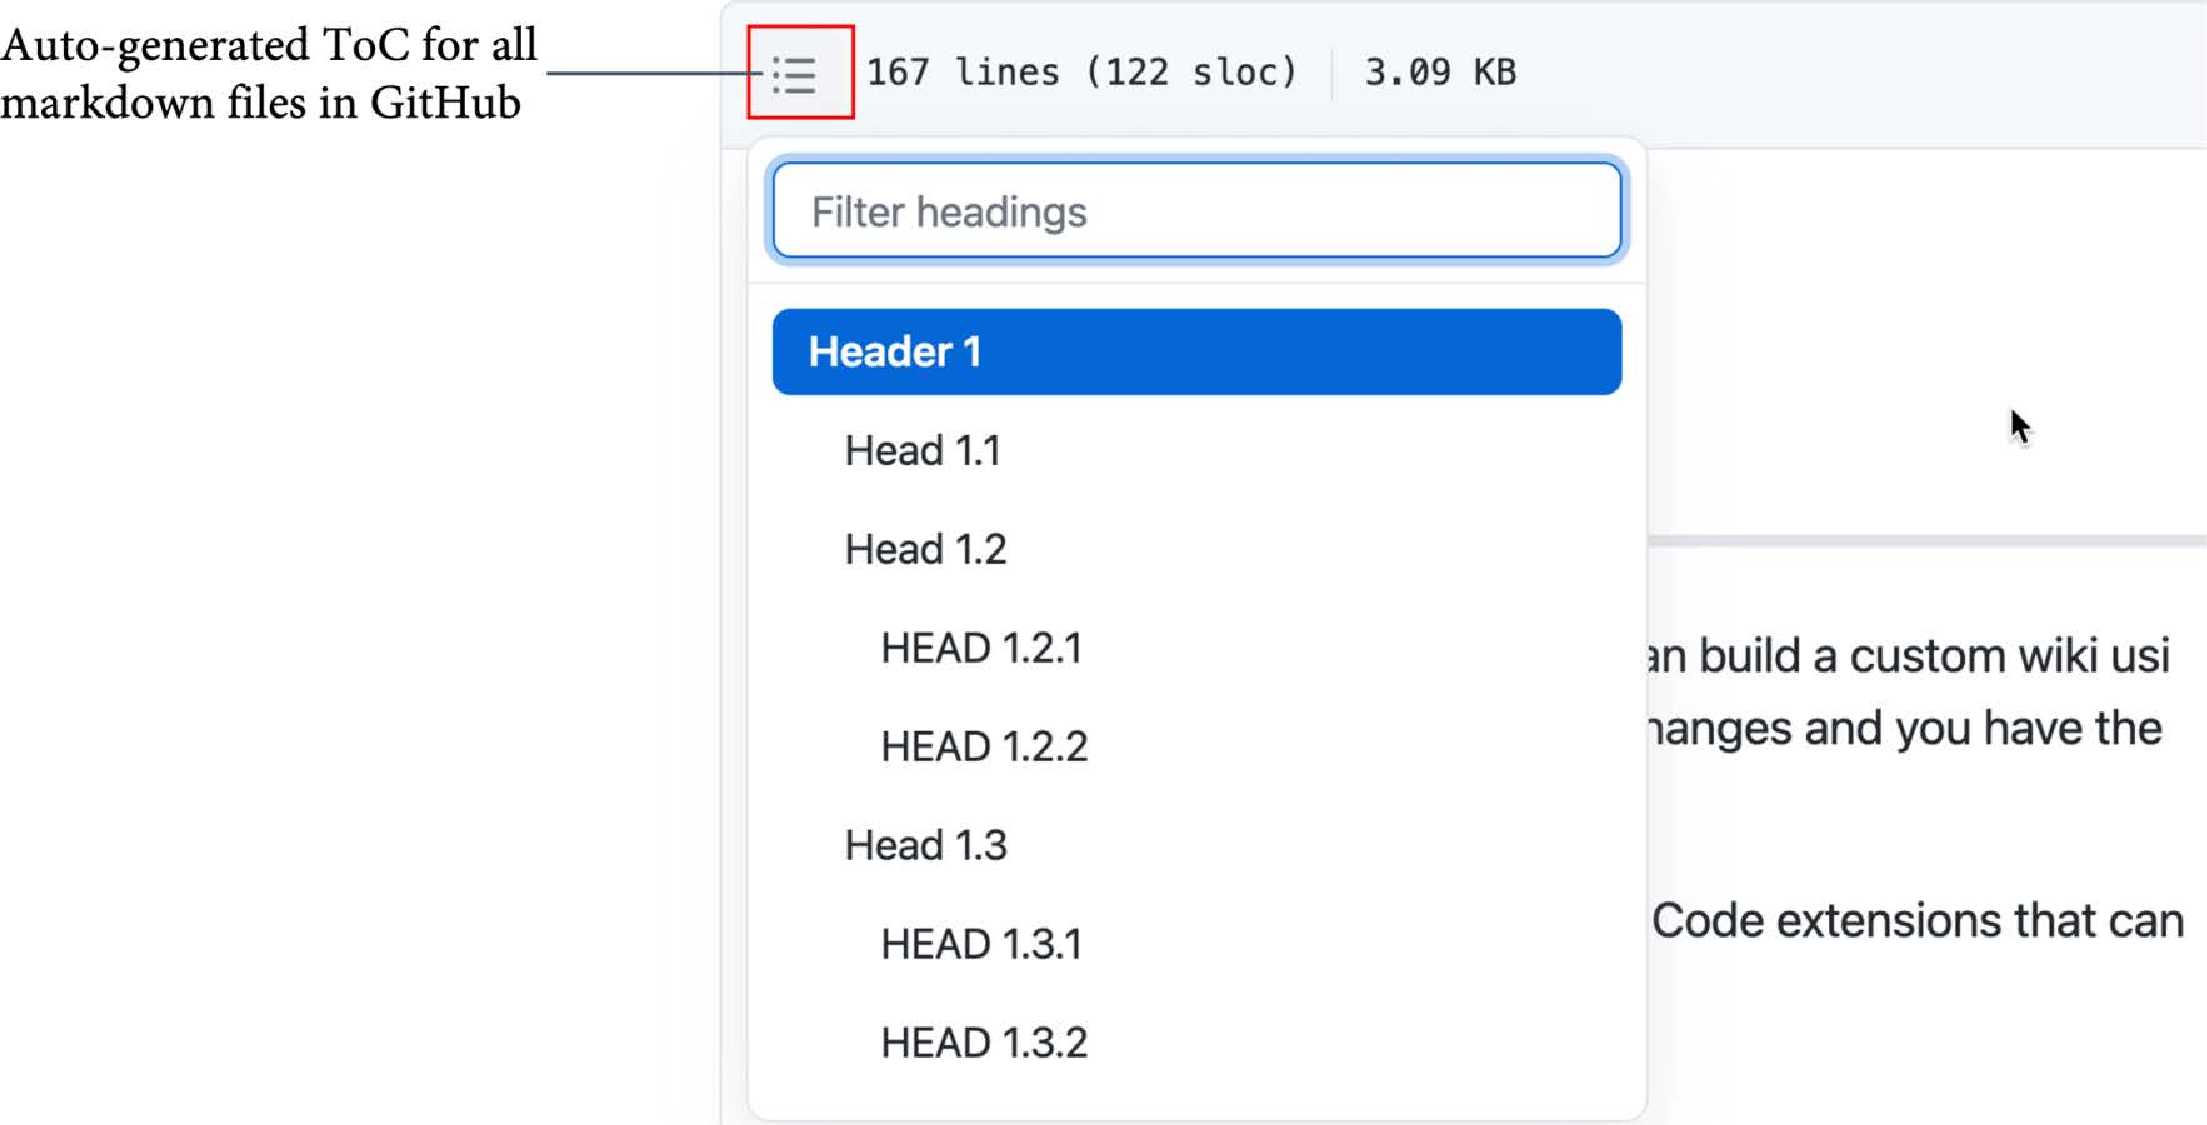 Auto-generated ToC for all
markdown files in GitHub
167 lines (122 sloc) 3.09 KB
Filter headings
Header 1
Head 1.1
Head 1.2
HEAD 1.2.1
HEAD 1.2.2
Head 1.3
HEAD 1.3.1
HEAD 1.3.2
an build a custom wiki usi
hanges and you have the
Code extensions that can